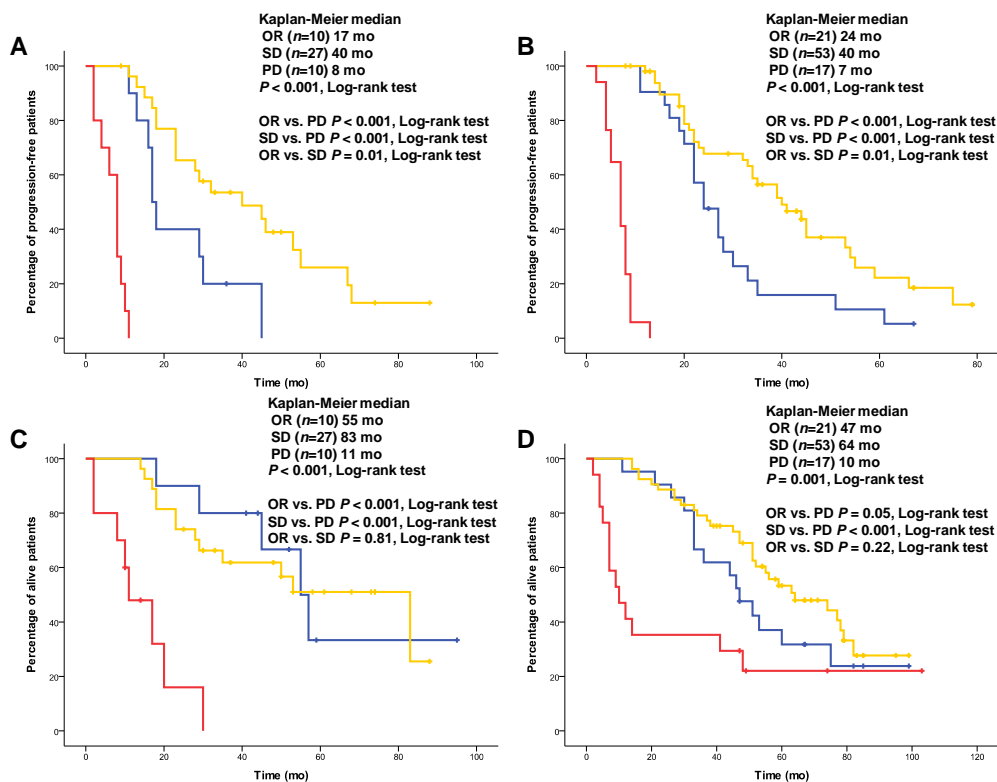 A
Kaplan-Meier median
OR (n=10) 17 mo
SD (n=27) 40 mo
PD (n=10) 8 mo
P < 0.001, Log-rank test
OR vs. PD P < 0.001, Log-rank test
SD vs. PD P < 0.001, Log-rank test
OR vs. SD P = 0.01, Log-rank test
Percentage of progression-free patients
100
80
60
40
20
0
0 20 40 60 80 100
Time (mo)
B
Kaplan-Meier median
OR (n=21) 24 mo
SD (n=53) 40 mo
PD (n=17) 7 mo
P < 0.001, Log-rank test
OR vs. PD P < 0.001, Log-rank test
SD vs. PD P < 0.001, Log-rank test
OR vs. SD P = 0.01, Log-rank test
Percentage of progression-free patients
100
80
60
40
20
0
0 20 40 60 80
Time (mo)
C
Kaplan-Meier median
OR (n=10) 55 mo
SD (n=27) 83 mo
PD (n=10) 11 mo
P < 0.001, Log-rank test
OR vs. PD P < 0.001, Log-rank test
SD vs. PD P < 0.001, Log-rank test
OR vs. SD P = 0.81, Log-rank test
Percentage of alive patients
100
80
60
40
20
0
0 20 40 60 80 100
Time (mo)
D
Kaplan-Meier median
OR (n=21) 47 mo
SD (n=53) 64 mo
PD (n=17) 10 mo
P = 0.001, Log-rank test
OR vs. PD P = 0.05, Log-rank test
SD vs. PD P < 0.001, Log-rank test
OR vs. SD P = 0.22, Log-rank test
Percentage of alive patients
100
80
60
40
20
0
0 20 40 60 80 100 120
Time (mo)